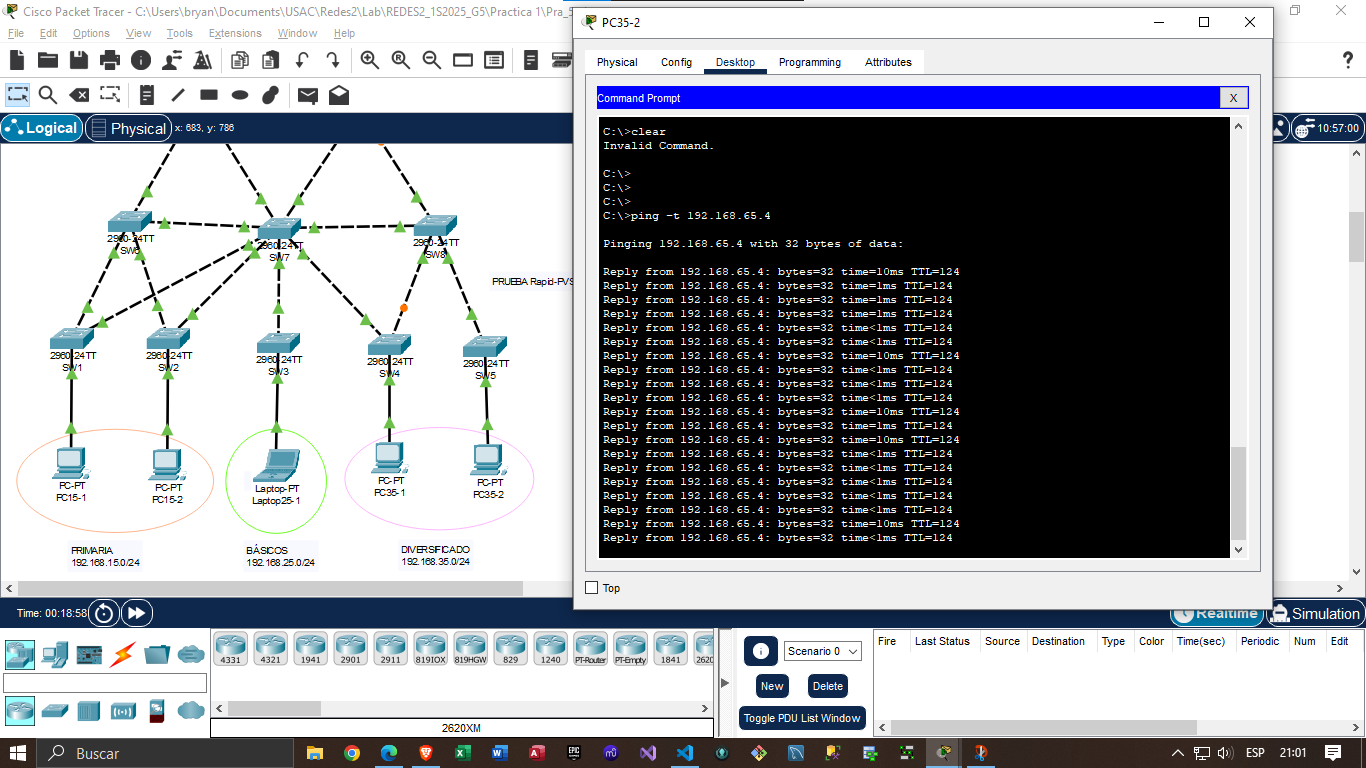 Cisco Packet Tracer - C:\Users\bryan\Documents\USAC\Redes2\Lab\REDES2_1S2025_G5\Practica 1\Pra_
File Edit Options View Tools Extensions Window Help
Logical
Physical
x: 683, y: 786
10:57:00
2960-24TT
SW6
2960-24TT
SW7
2960-24TT
SW8
PRUEBA Rapid-PVS
2960-24TT
SW1
2960-24TT
SW2
2960-24TT
SW3
2960-24TT
SW4
2960-24TT
SW5
PC-PT
PC15-1
PC-PT
PC15-2
Laptop-PT
Laptop25-1
PC-PT
PC35-1
PC-PT
PC35-2
PRIMARIA
192.168.15.0/24
BÁSICOS
192.168.25.0/24
DIVERSIFICADO
192.168.35.0/24
PC35-2
Physical Config Desktop Programming Attributes
Command Prompt
X
C:\>clear
Invalid Command.
C:\>
C:\>
C:\>
C:\>ping -t 192.168.65.4
Pinging 192.168.65.4 with 32 bytes of data:
Reply from 192.168.65.4: bytes=32 time=10ms TTL=124
Reply from 192.168.65.4: bytes=32 time=1ms TTL=124
Reply from 192.168.65.4: bytes=32 time=1ms TTL=124
Reply from 192.168.65.4: bytes=32 time=1ms TTL=124
Reply from 192.168.65.4: bytes=32 time<1ms TTL=124
Reply from 192.168.65.4: bytes=32 time<1ms TTL=124
Reply from 192.168.65.4: bytes=32 time=10ms TTL=124
Reply from 192.168.65.4: bytes=32 time<1ms TTL=124
Reply from 192.168.65.4: bytes=32 time<1ms TTL=124
Reply from 192.168.65.4: bytes=32 time<1ms TTL=124
Reply from 192.168.65.4: bytes=32 time=10ms TTL=124
Reply from 192.168.65.4: bytes=32 time=1ms TTL=124
Reply from 192.168.65.4: bytes=32 time=10ms TTL=124
Reply from 192.168.65.4: bytes=32 time<1ms TTL=124
Reply from 192.168.65.4: bytes=32 time<1ms TTL=124
Reply from 192.168.65.4: bytes=32 time<1ms TTL=124
Reply from 192.168.65.4: bytes=32 time<1ms TTL=124
Reply from 192.168.65.4: bytes=32 time<1ms TTL=124
Reply from 192.168.65.4: bytes=32 time=10ms TTL=124
Reply from 192.168.65.4: bytes=32 time<1ms TTL=124
Top
Time: 00:18:58
Realtime
Simulation
4331 4321 1941 2901 2911 819IOX 819HGW 829 1240 PT-Router PT-Empty 1841 2620
2620XM
Scenario 0
New Delete
Toggle PDU List Window
Fire Last Status Source Destination Type Color Time(sec) Periodic Num Edit
Buscar
ESP 21:01